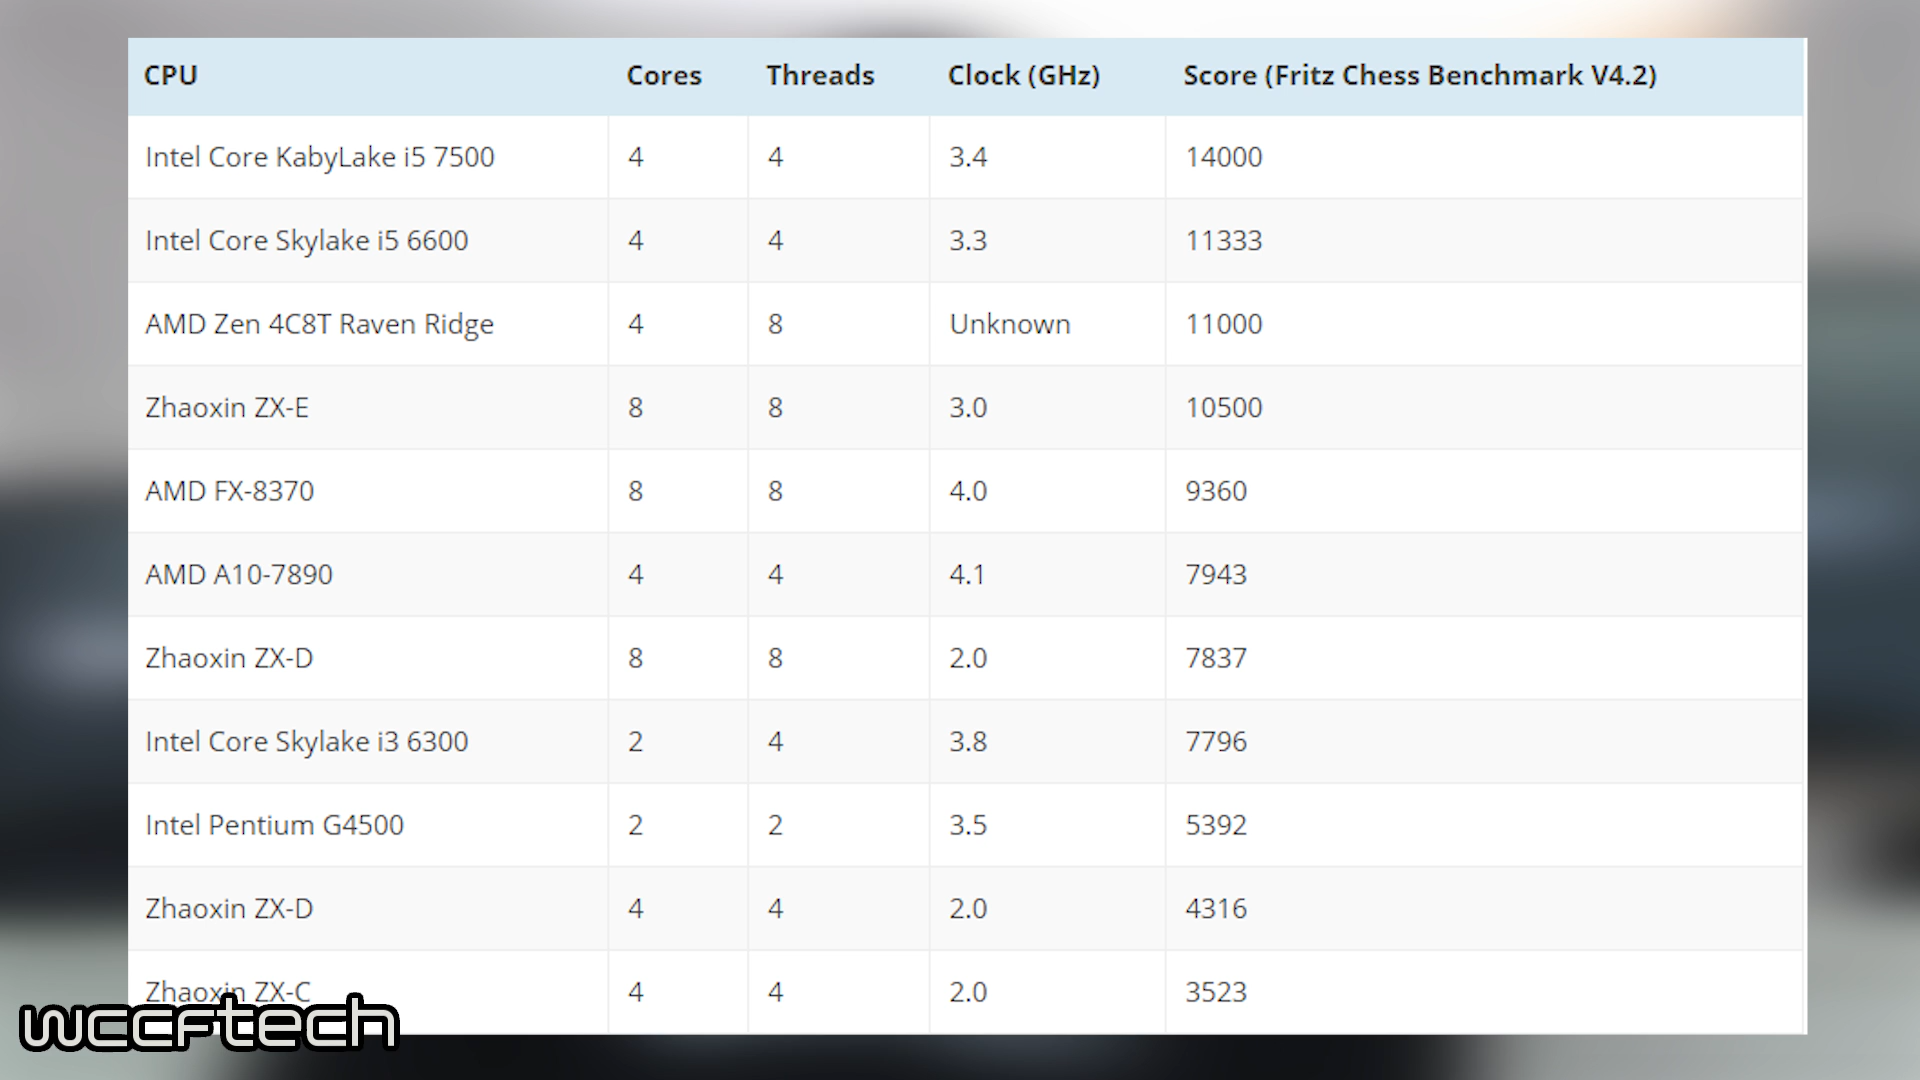 CPU Cores Threads Clock (GHz) Score (Fritz Chess Benchmark V4.2)
Intel Core KabyLake i5 7500 4 4 3.4 14000
Intel Core Skylake i5 6600 4 4 3.3 11333
AMD Zen 4C8T Raven Ridge 4 8 Unknown 11000
Zhaoxin ZX-E 8 8 3.0 10500
AMD FX-8370 8 8 4.0 9360
AMD A10-7890 4 4 4.1 7943
Zhaoxin ZX-D 8 8 2.0 7837
Intel Core Skylake i3 6300 2 4 3.8 7796
Intel Pentium G4500 2 2 3.5 5392
Zhaoxin ZX-D 4 4 2.0 4316
Zhaoxin ZX-C 4 4 2.0 3523
wccftech